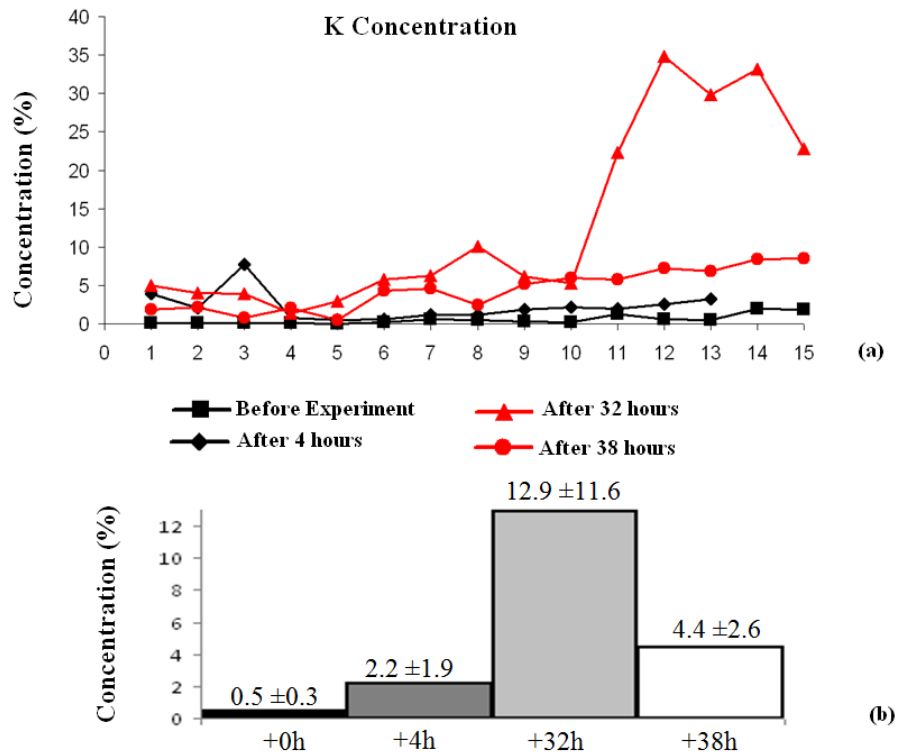 K Concentration
Concentration (%)
40
35
30
25
20
15
10
5
0
0 1 2 3 4 5 6 7 8 9 10 11 12 13 14 15
(a)
Before Experiment
After 32 hours
After 4 hours
After 38 hours
Concentration (%)
12
10
8
6
4
2
0
0.5 ±0.3
2.2 ±1.9
12.9 ±11.6
4.4 ±2.6
+0h +4h +32h +38h
(b)